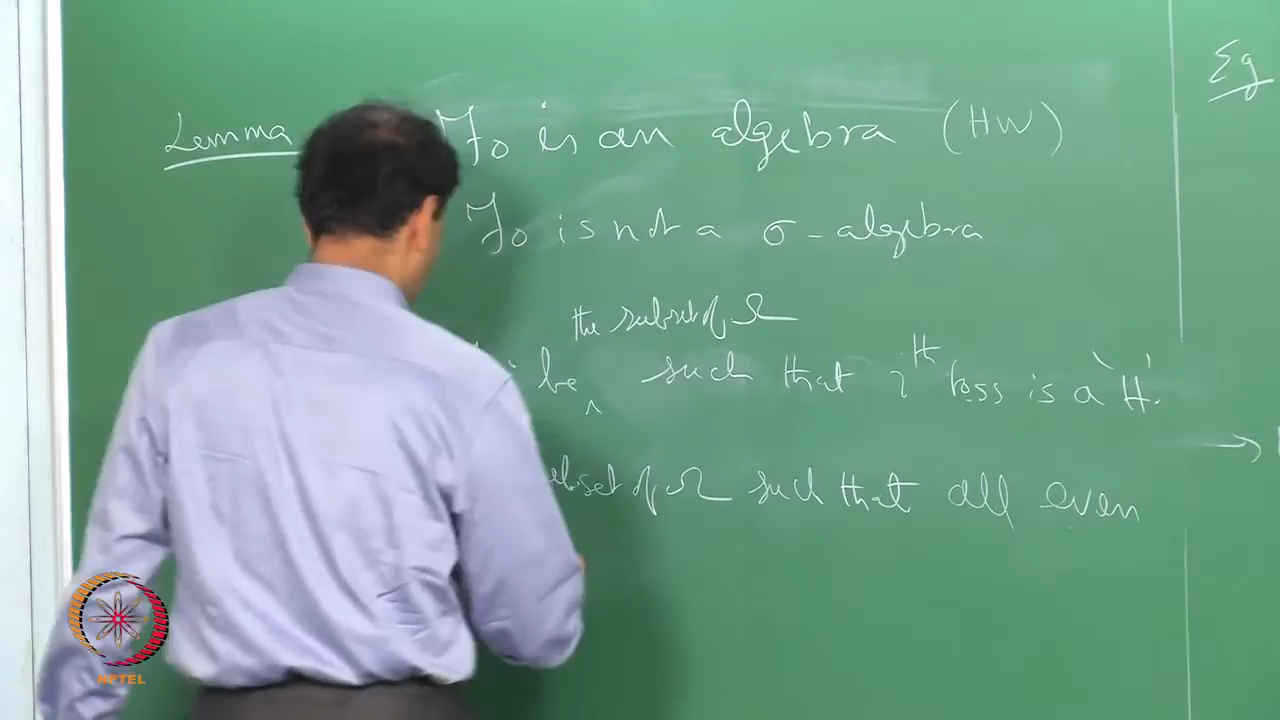 Lemma F₀ is an algebra (HW)
F₀ is not a σ-algebra
the subset of Ω
i be ^ such that iᵗʰ toss is a 'H'.
subset of Ω such that all even
Eg
→
NPTEL